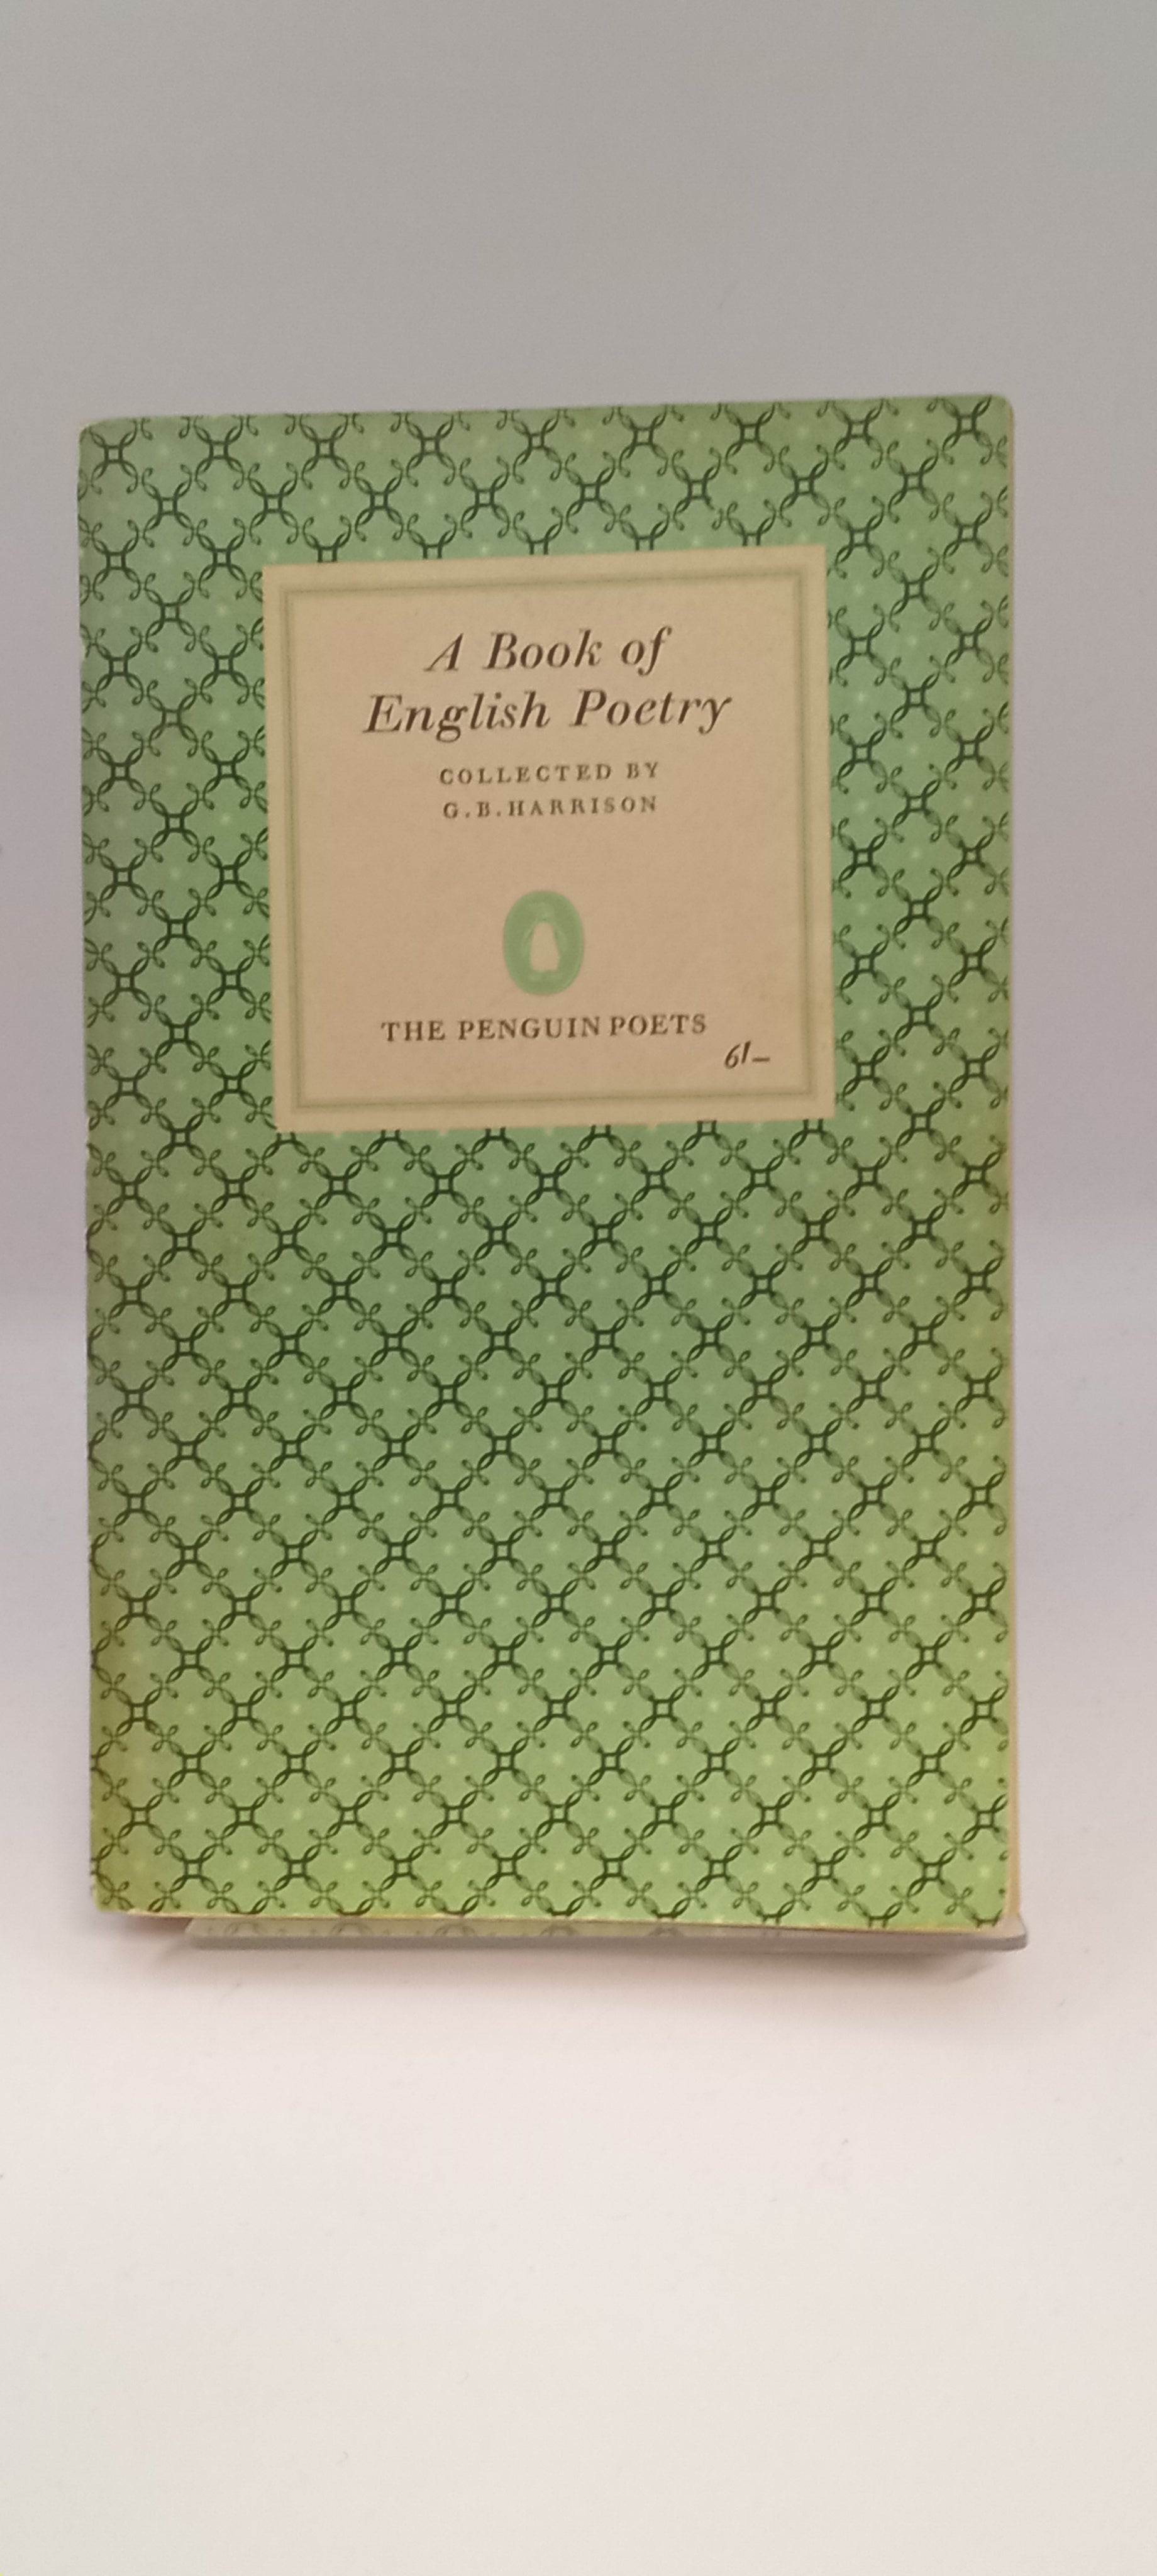 A Book of
English Poetry
COLLECTED BY
G.B.HARRISON
THE PENGUIN POETS
6/-